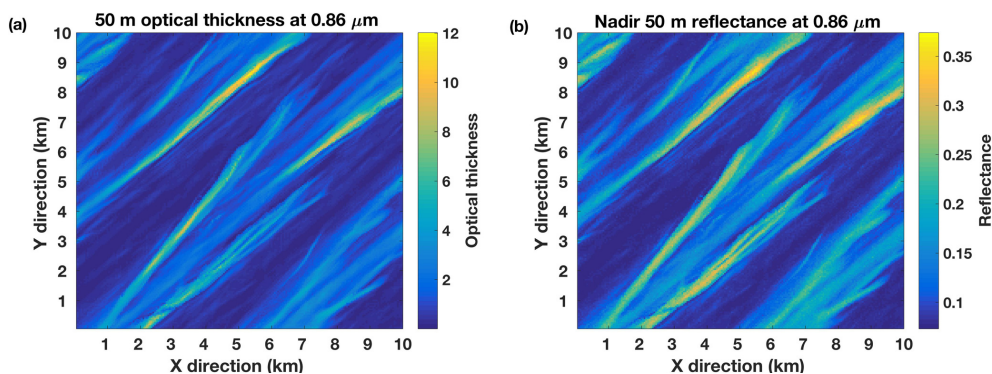 (a)
50 m optical thickness at 0.86 μm
10
9
8
7
6
5
4
3
2
1
Y direction (km)
1 2 3 4 5 6 7 8 9 10
X direction (km)
12
10
8
6
4
2
Optical thickness
(b)
Nadir 50 m reflectance at 0.86 μm
10
9
8
7
6
5
4
3
2
1
Y direction (km)
1 2 3 4 5 6 7 8 9 10
X direction (km)
0.35
0.3
0.25
0.2
0.15
0.1
Reflectance